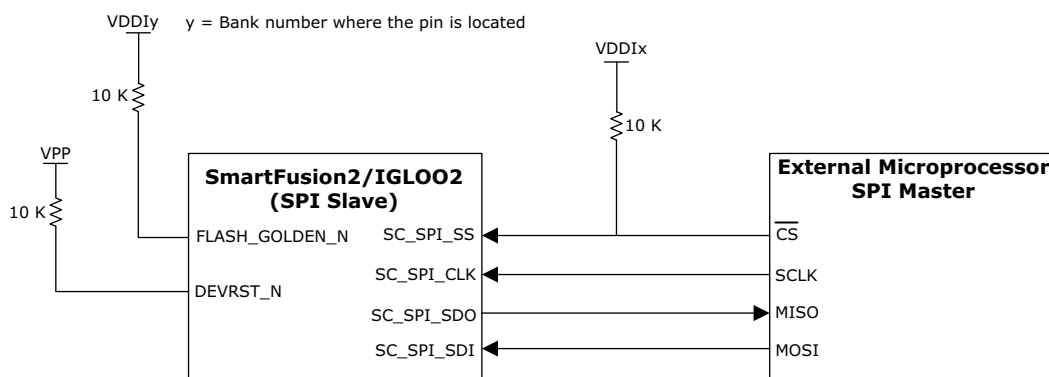 VDDIy y = Bank number where the pin is located
VDDIx
10 K
10 K
VPP
SmartFusion2/IGLOO2
(SPI Slave)
External Microprocessor
SPI Master
10 K
FLASH_GOLDEN_N
SC_SPI_SS
CS
SC_SPI_CLK
SCLK
DEVRST_N
SC_SPI_SDO
MISO
SC_SPI_SDI
MOSI